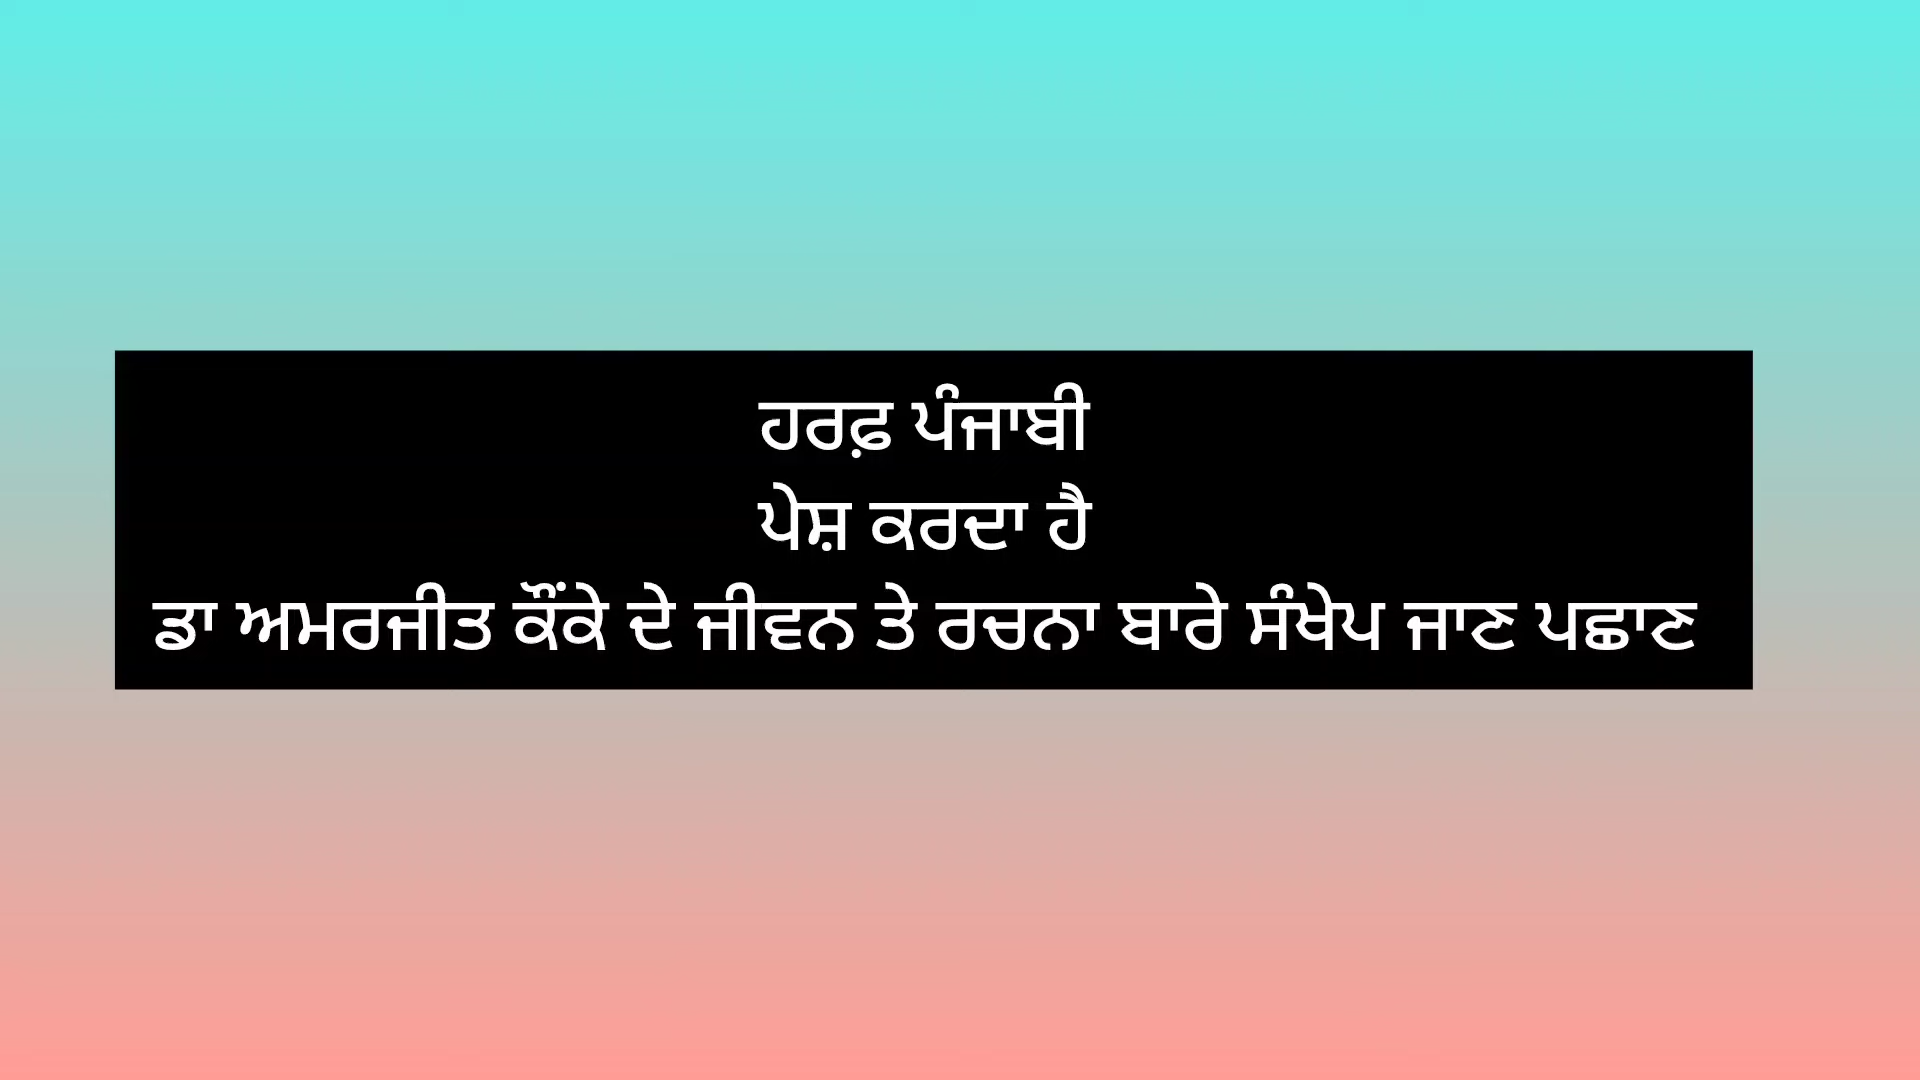 ਹਰਫ਼ ਪੰਜਾਬੀ
ਪੇਸ਼ ਕਰਦਾ ਹੈ
ਡਾ ਅਮਰਜੀਤ ਕੌਂਕੇ ਦੇ ਜੀਵਨ ਤੇ ਰਚਨਾ ਬਾਰੇ ਸੰਖੇਪ ਜਾਣ ਪਛਾਣ